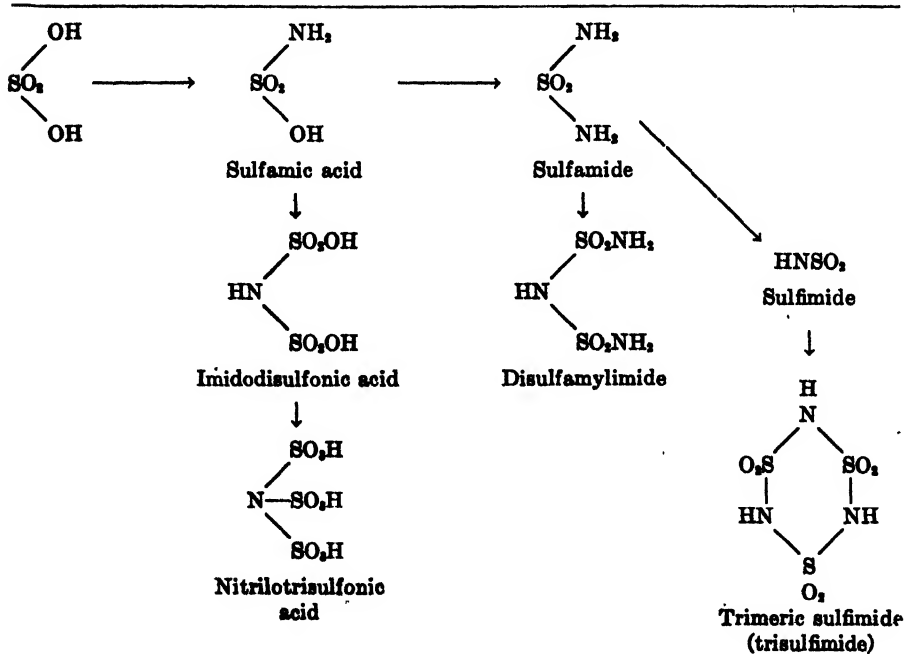 OH NH₂ NH₂
SO₂ ⟶ SO₂ ⟶ SO₂
OH OH NH₂
Sulfamic acid Sulfamide
↓ ↓
SO₂OH SO₂NH₂
HN HN HNSO₂
Sulfimide
SO₂OH SO₂NH₂ ↓
Imidodisulfonic acid Disulfamylimide
↓ H
N
SO₃H O₂S SO₂
N—SO₃H HN NH
SO₃H S
O₂
Nitrilotrisulfonic Trimeric sulfimide
acid (trisulfimide)